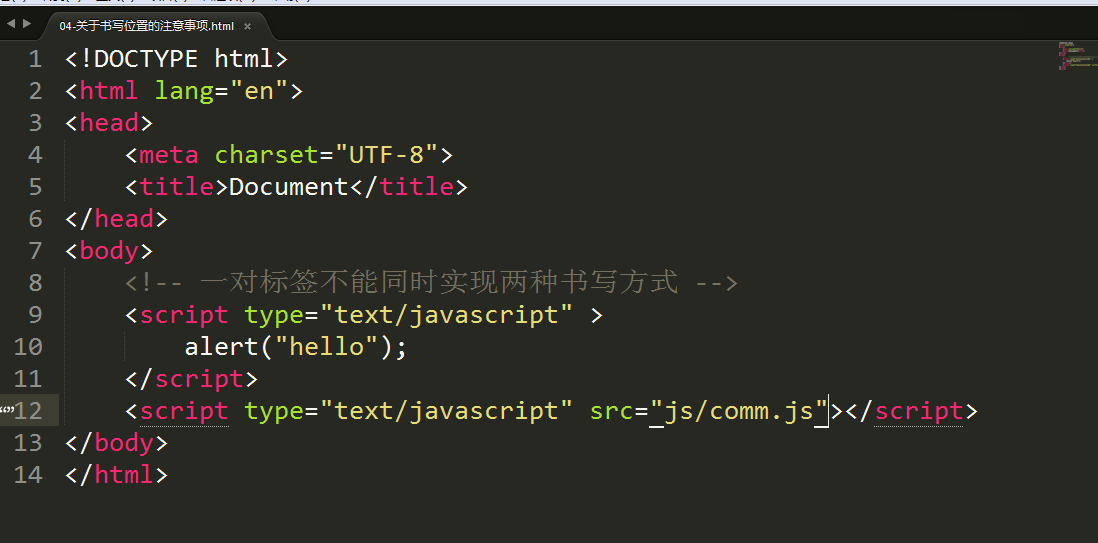 04-关于书写位置的注意事项.html ×
1 <!DOCTYPE html>
2 <html lang="en">
3 <head>
4 <meta charset="UTF-8">
5 <title>Document</title>
6 </head>
7 <body>
8 <!-- 一对标签不能同时实现两种书写方式 -->
9 <script type="text/javascript" >
10 alert("hello");
11 </script>
12 <script type="text/javascript" src="js/comm.js"></script>
13 </body>
14 </html>